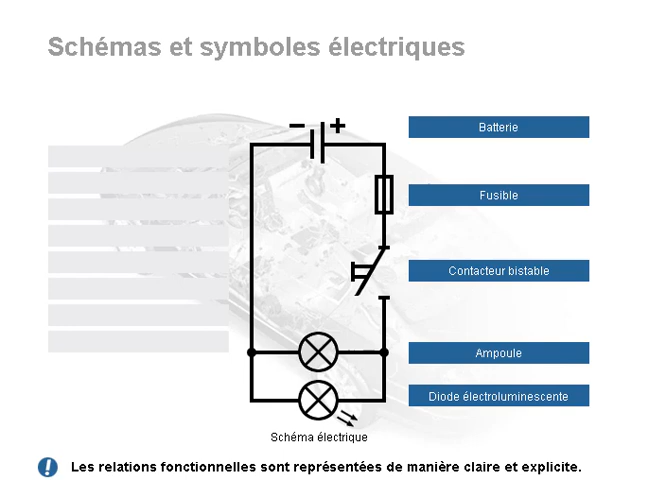 Schémas et symboles électriques
- +
Batterie
Fusible
Contacteur bistable
Ampoule
Diode électroluminescente
Schéma électrique
! Les relations fonctionnelles sont représentées de manière claire et explicite.